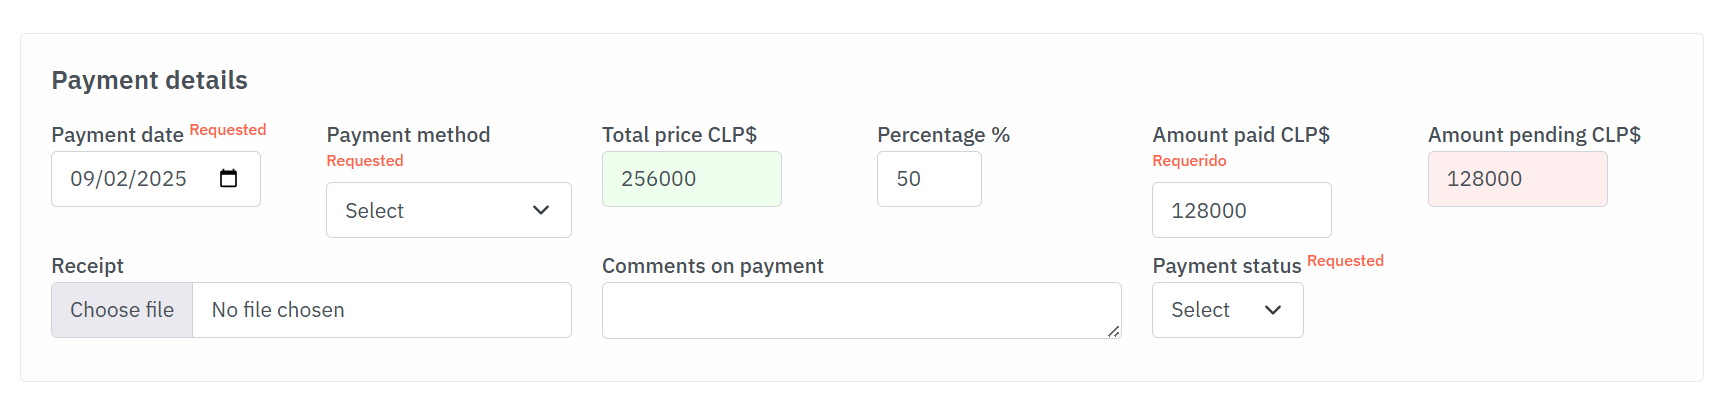 Payment details
Payment date Requested
Payment method
Requested
Total price CLP$
Percentage %
Amount paid CLP$
Requerido
Amount pending CLP$
09/02/2025
Select
256000
50
128000
128000
Receipt
Comments on payment
Payment status Requested
Choose file No file chosen
Select